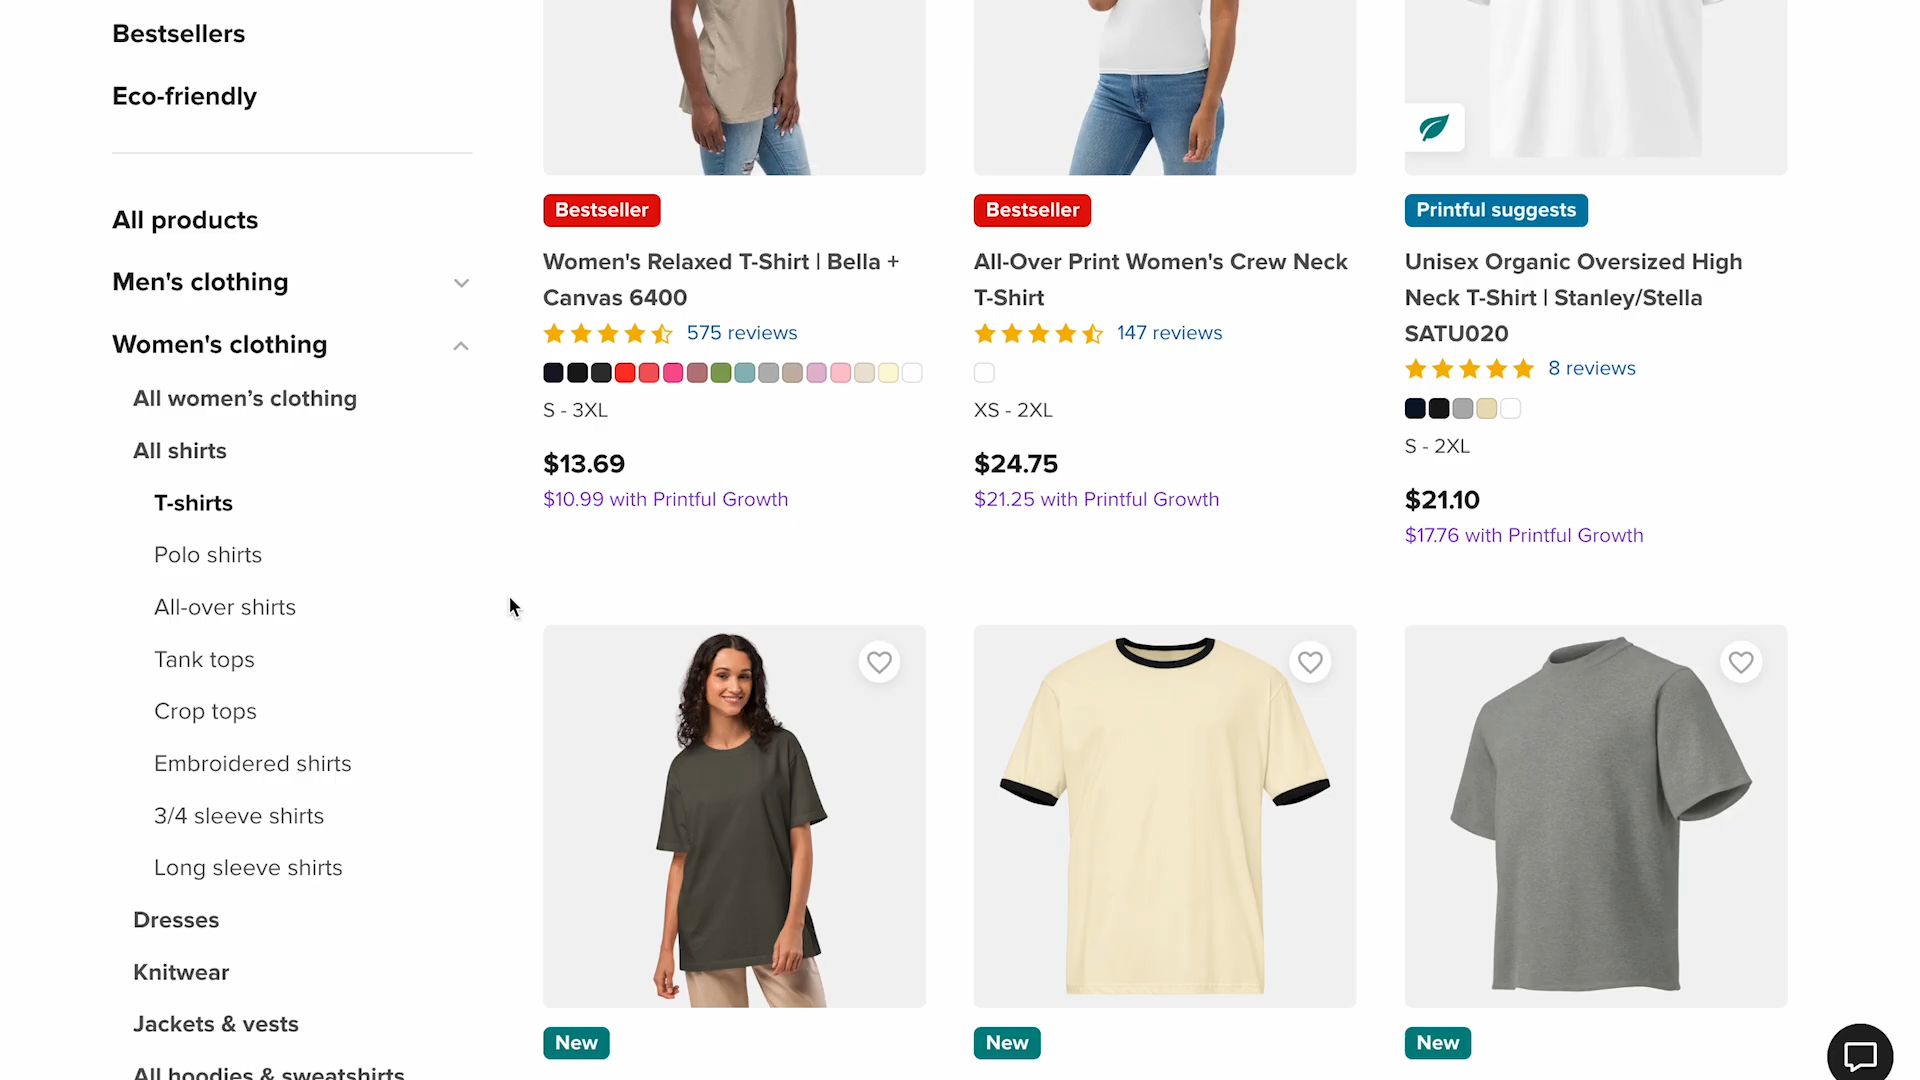 Bestsellers
Eco-friendly
All products
Men's clothing
Women's clothing
All women’s clothing
All shirts
T-shirts
Polo shirts
All-over shirts
Tank tops
Crop tops
Embroidered shirts
3/4 sleeve shirts
Long sleeve shirts
Dresses
Knitwear
Jackets & vests
All hoodies & sweatshirts
Bestseller
Women's Relaxed T-Shirt | Bella +
Canvas 6400
575 reviews
S - 3XL
$13.69
$10.99 with Printful Growth
Bestseller
All-Over Print Women's Crew Neck
T-Shirt
147 reviews
XS - 2XL
$24.75
$21.25 with Printful Growth
Printful suggests
Unisex Organic Oversized High
Neck T-Shirt | Stanley/Stella
SATU020
8 reviews
S - 2XL
$21.10
$17.76 with Printful Growth
New
New
New